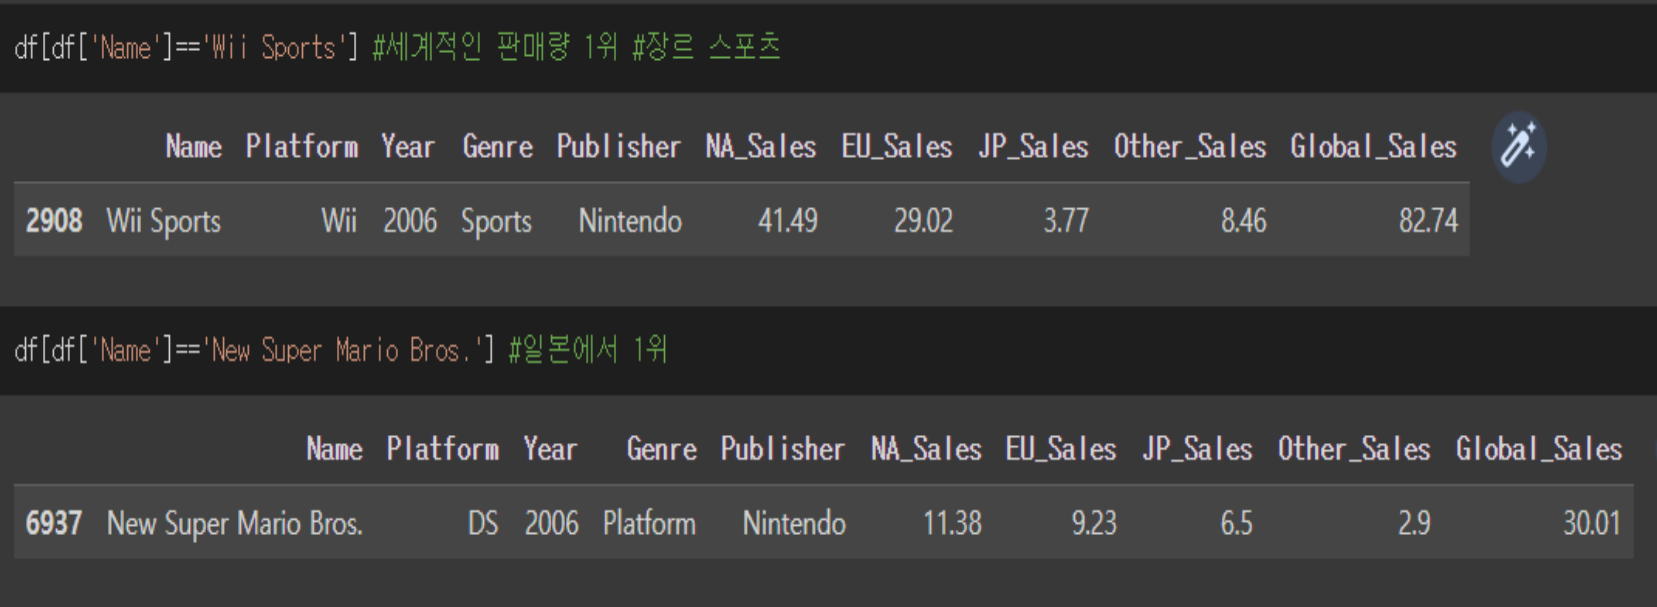 df[df['Name']=='Wii Sports'] #세계적인 판매량 1위 #장르 스포츠
Name Platform Year Genre Publisher NA_Sales EU_Sales JP_Sales Other_Sales Global_Sales
2908 Wii Sports Wii 2006 Sports Nintendo 41.49 29.02 3.77 8.46 82.74
df[df['Name']=='New Super Mario Bros.'] #일본에서 1위
Name Platform Year Genre Publisher NA_Sales EU_Sales JP_Sales Other_Sales Global_Sales
6937 New Super Mario Bros. DS 2006 Platform Nintendo 11.38 9.23 6.5 2.9 30.01